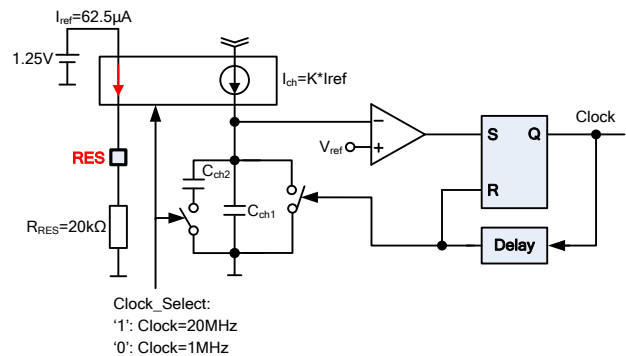 Iref=62.5µA
1.25V
Ich=K*Iref
RES
RRES=20kΩ
Cch2
Cch1
Vref
−
+
S
Q
R
Clock
Delay
Clock_Select:
‘1’: Clock=20MHz
‘0’: Clock=1MHz